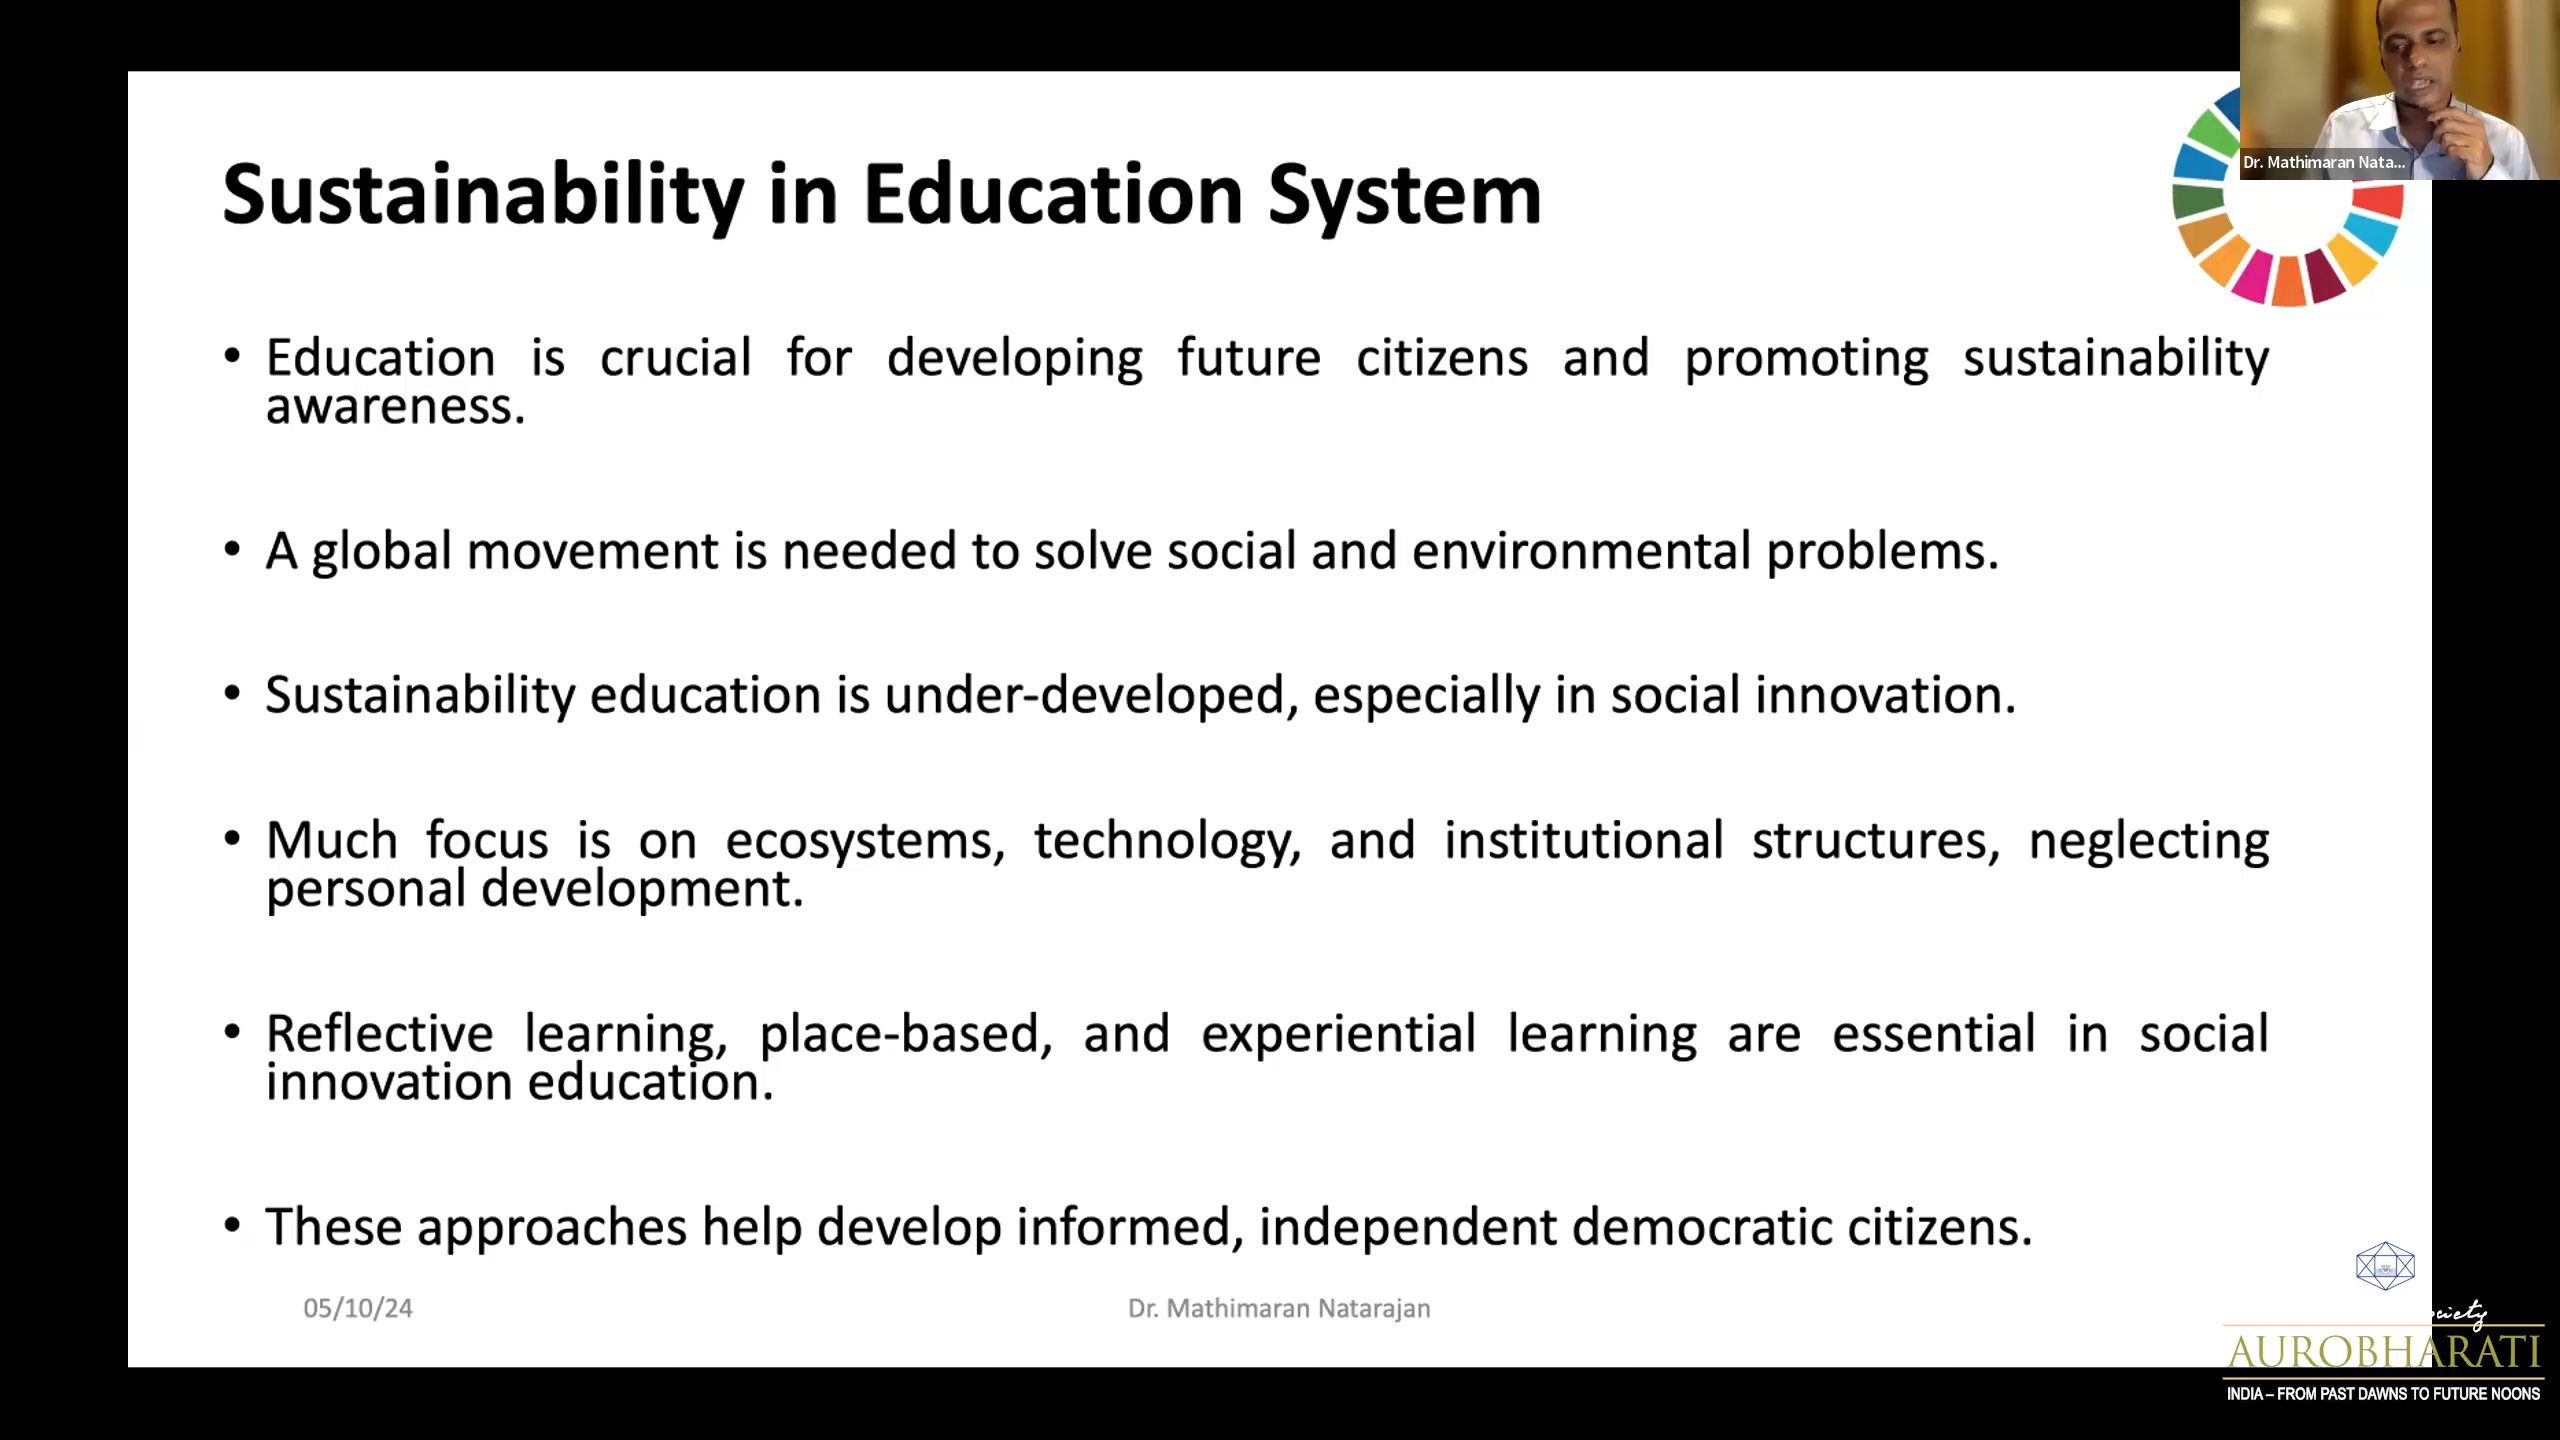 Dr. Mathimaran Nata...
Sustainability in Education System
• Education is crucial for developing future citizens and promoting sustainability
awareness.
• A global movement is needed to solve social and environmental problems.
• Sustainability education is under-developed, especially in social innovation.
• Much focus is on ecosystems, technology, and institutional structures, neglecting
personal development.
• Reflective learning, place-based, and experiential learning are essential in social
innovation education.
• These approaches help develop informed, independent democratic citizens.
05/10/24
Dr. Mathimaran Natarajan
AUROBHARATI
INDIA – FROM PAST DAWNS TO FUTURE NOONS